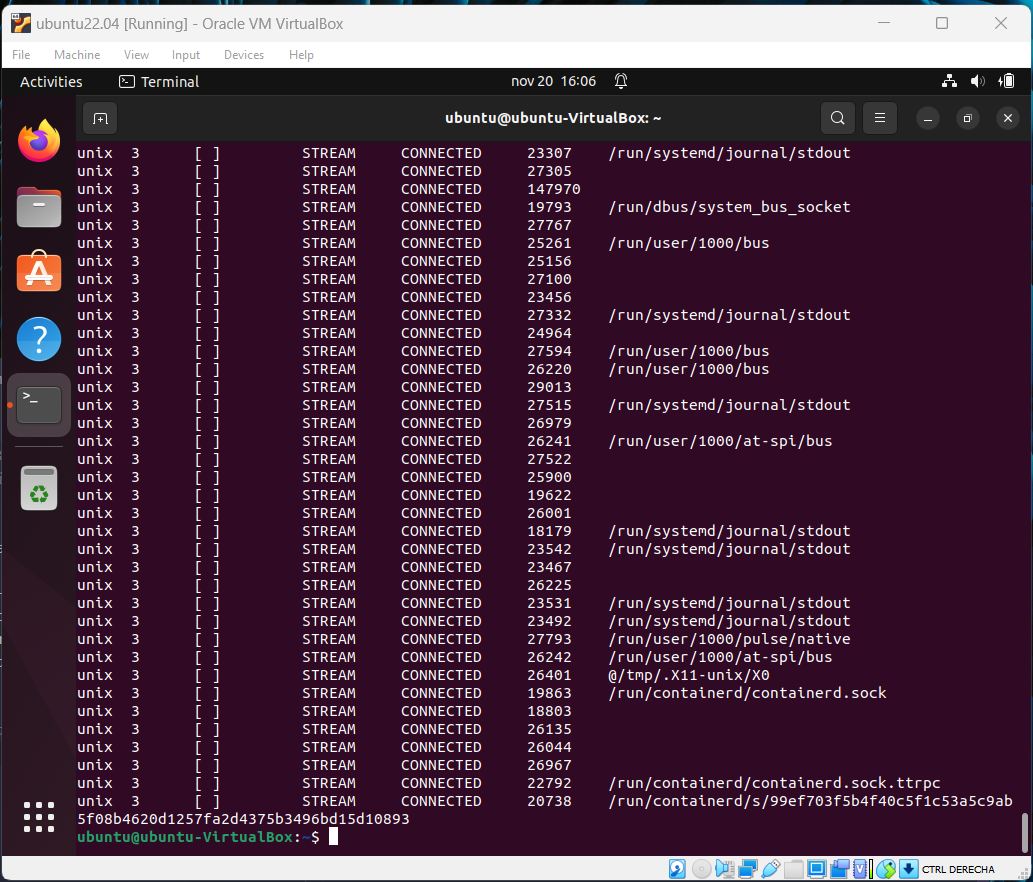 ubuntu22.04 [Running] - Oracle VM VirtualBox
File Machine View Input Devices Help
Activities Terminal nov 20 16:06
ubuntu@ubuntu-VirtualBox: ~
unix 3 [ ] STREAM CONNECTED 23307 /run/systemd/journal/stdout
unix 3 [ ] STREAM CONNECTED 27305
unix 3 [ ] STREAM CONNECTED 147970
unix 3 [ ] STREAM CONNECTED 19793 /run/dbus/system_bus_socket
unix 3 [ ] STREAM CONNECTED 27767
unix 3 [ ] STREAM CONNECTED 25261 /run/user/1000/bus
unix 3 [ ] STREAM CONNECTED 25156
unix 3 [ ] STREAM CONNECTED 27100
unix 3 [ ] STREAM CONNECTED 23456
unix 3 [ ] STREAM CONNECTED 27332 /run/systemd/journal/stdout
unix 3 [ ] STREAM CONNECTED 24964
unix 3 [ ] STREAM CONNECTED 27594 /run/user/1000/bus
unix 3 [ ] STREAM CONNECTED 26220 /run/user/1000/bus
unix 3 [ ] STREAM CONNECTED 29013
unix 3 [ ] STREAM CONNECTED 27515 /run/systemd/journal/stdout
unix 3 [ ] STREAM CONNECTED 26979
unix 3 [ ] STREAM CONNECTED 26241 /run/user/1000/at-spi/bus
unix 3 [ ] STREAM CONNECTED 27522
unix 3 [ ] STREAM CONNECTED 25900
unix 3 [ ] STREAM CONNECTED 19622
unix 3 [ ] STREAM CONNECTED 26001
unix 3 [ ] STREAM CONNECTED 18179 /run/systemd/journal/stdout
unix 3 [ ] STREAM CONNECTED 23542 /run/systemd/journal/stdout
unix 3 [ ] STREAM CONNECTED 23467
unix 3 [ ] STREAM CONNECTED 26225
unix 3 [ ] STREAM CONNECTED 23531 /run/systemd/journal/stdout
unix 3 [ ] STREAM CONNECTED 23492 /run/systemd/journal/stdout
unix 3 [ ] STREAM CONNECTED 27793 /run/user/1000/pulse/native
unix 3 [ ] STREAM CONNECTED 26242 /run/user/1000/at-spi/bus
unix 3 [ ] STREAM CONNECTED 26401 @/tmp/.X11-unix/X0
unix 3 [ ] STREAM CONNECTED 19863 /run/containerd/containerd.sock
unix 3 [ ] STREAM CONNECTED 18803
unix 3 [ ] STREAM CONNECTED 26135
unix 3 [ ] STREAM CONNECTED 26044
unix 3 [ ] STREAM CONNECTED 26967
unix 3 [ ] STREAM CONNECTED 22792 /run/containerd/containerd.sock.ttrpc
unix 3 [ ] STREAM CONNECTED 20738 /run/containerd/s/99ef703f5b4f40c5f1c53a5c9ab
5f08b4620d1257fa2d4375b3496bd15d10893
ubuntu@ubuntu-VirtualBox:~$
CTRL DERECHA